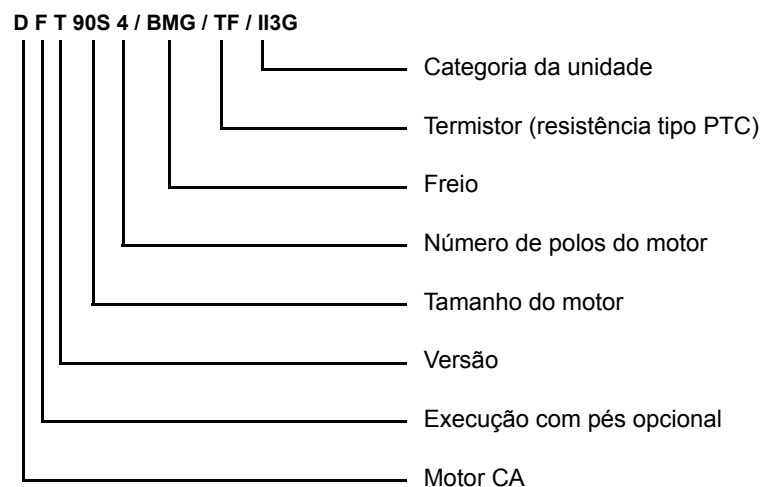 D F T 90S 4 / BMG / TF / II3G
Categoria da unidade
Termistor (resistência tipo PTC)
Freio
Número de polos do motor
Tamanho do motor
Versão
Execução com pés opcional
Motor CA